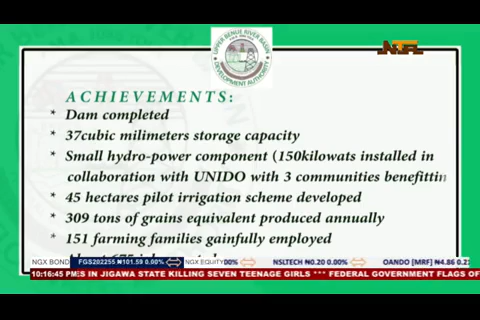 UPPER BENUE RIVER BASIN
DEVELOPMENT AUTHORITY
NTA
ACHIEVEMENTS:
* Dam completed
* 37cubic milimeters storage capacity
* Small hydro-power component (150kilowats installed in
collaboration with UNIDO with 3 communities benefittin
* 45 hectares pilot irrigation scheme developed
* 309 tons of grains equivalent produced annually
* 151 farming families gainfully employed
NGX BOND FGS202255 ₦101.59 0.00% NGX EQUITY 00% NSLTECH ₦0.20 0.00% OANDO [MRF] ₦4.86 0.2
10:16:45 PM ES IN JIGAWA STATE KILLING SEVEN TEENAGE GIRLS *** FEDERAL GOVERNMENT FLAGS OF